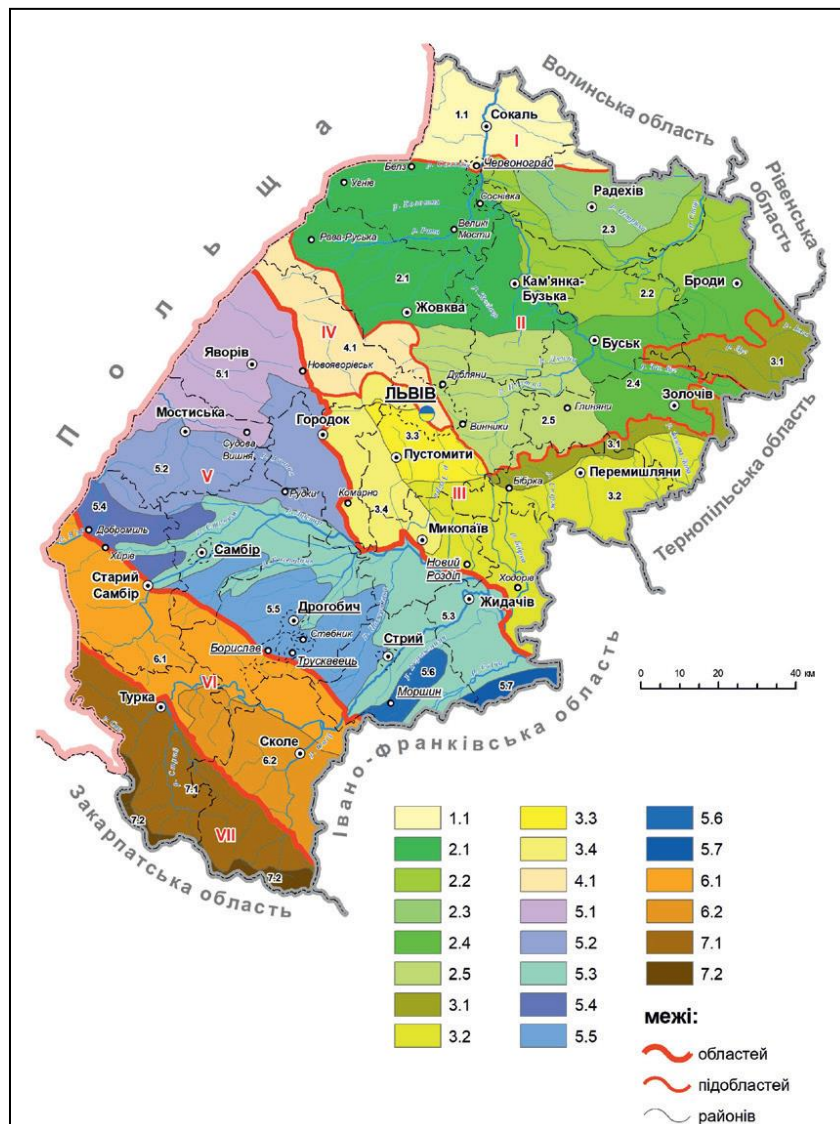 Волинська область
Рівненська область
Польща
Тернопільська область
Івано-Франківська область
Закарпатська область
1.1
Сокаль
I
Белз
Червоноград
Угнів
Соснівка
Радехів
2.3
Рава-Руська
Великі Мости
2.1
Кам'янка-Бузька
2.2
Броди
Жовква
II
IV
4.1
Яворів
5.1
Новояворівськ
Буськ
3.1
Дубляни
2.4
Золочів
ЛЬВІВ
Глиняни
2.5
Мостиська
Городок
Винники
3.3
Судова Вишня
Пустомити
3.1
5.2
V
Перемишляни
III
Бібрка
3.2
Рудки
Комарно
3.4
5.4
Добромиль
Миколаїв
Хирів
Самбір
Новий Розділ
Ходорів
Старий Самбір
5.3
Жидачів
5.5
Дрогобич
Стебник
Борислав
Трускавець
Стрий
6.1
5.6
5.7
VI
Моршин
Турка
Сколе
6.2
7.1
7.2
VII
7.2
0 10 20 40 км
1.1
2.1
2.2
2.3
2.4
2.5
3.1
3.2
3.3
3.4
4.1
5.1
5.2
5.3
5.4
5.5
5.6
5.7
6.1
6.2
7.1
7.2
межі:
областей
підобластей
районів